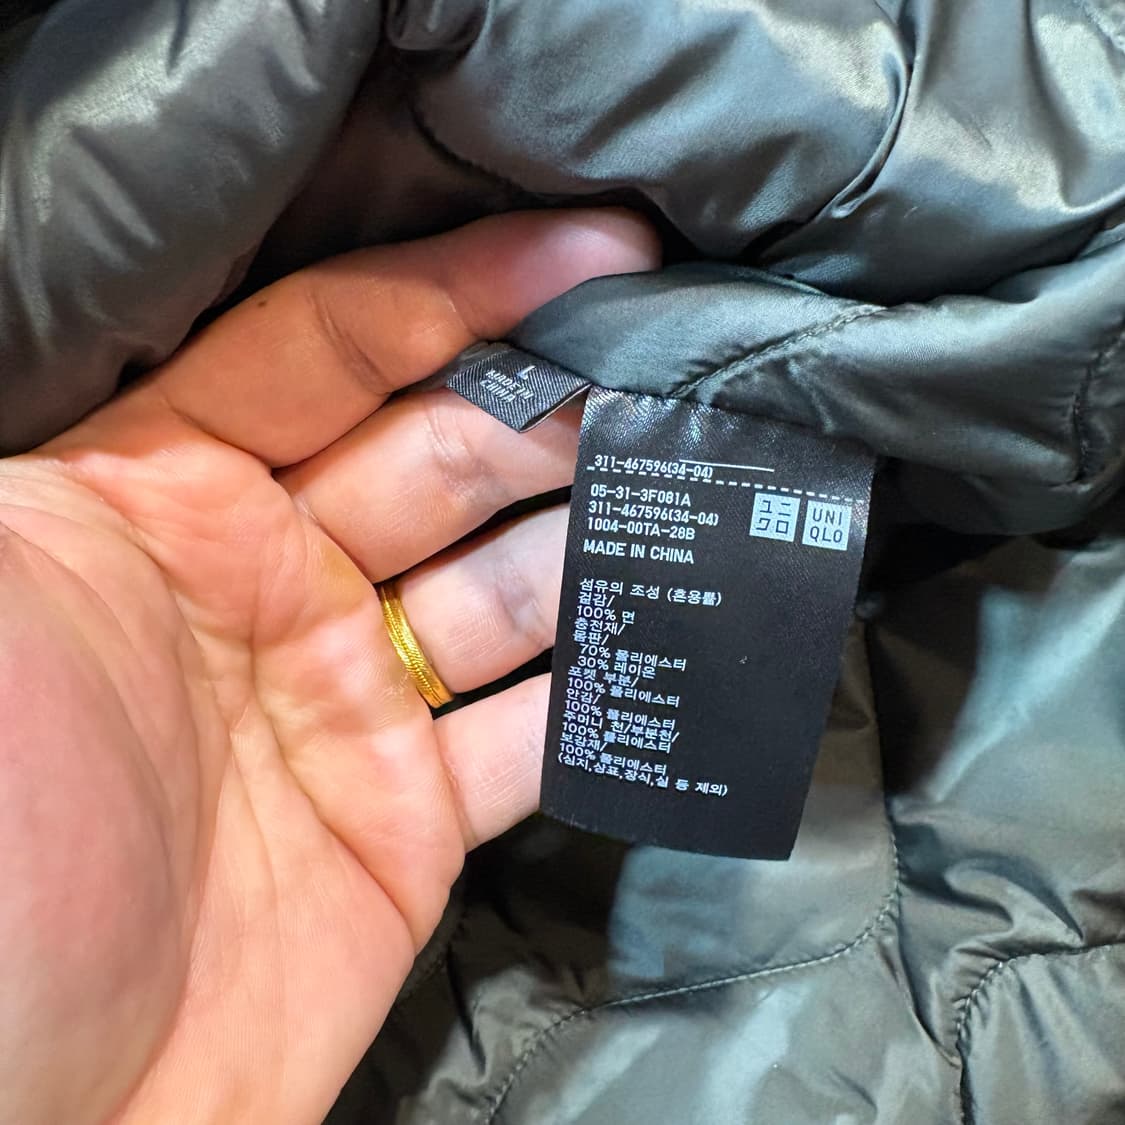 L
MADE IN
CHINA
311-467596(34-04)
05-31-3F081A
311-467596(34-04)
1004-00TA-28B
MADE IN CHINA
ユニ
クロ
UNI
QLO
섬유의 조성 (혼용률)
겉감/
100% 면
충전재/
몸판/
70% 폴리에스터
30% 레이온
포켓 부분/
100% 폴리에스터
안감/
100% 폴리에스터
주머니 천/부분천/
100% 폴리에스터
보강재/
100% 폴리에스터
(심지,상표,장식,실 등 제외)